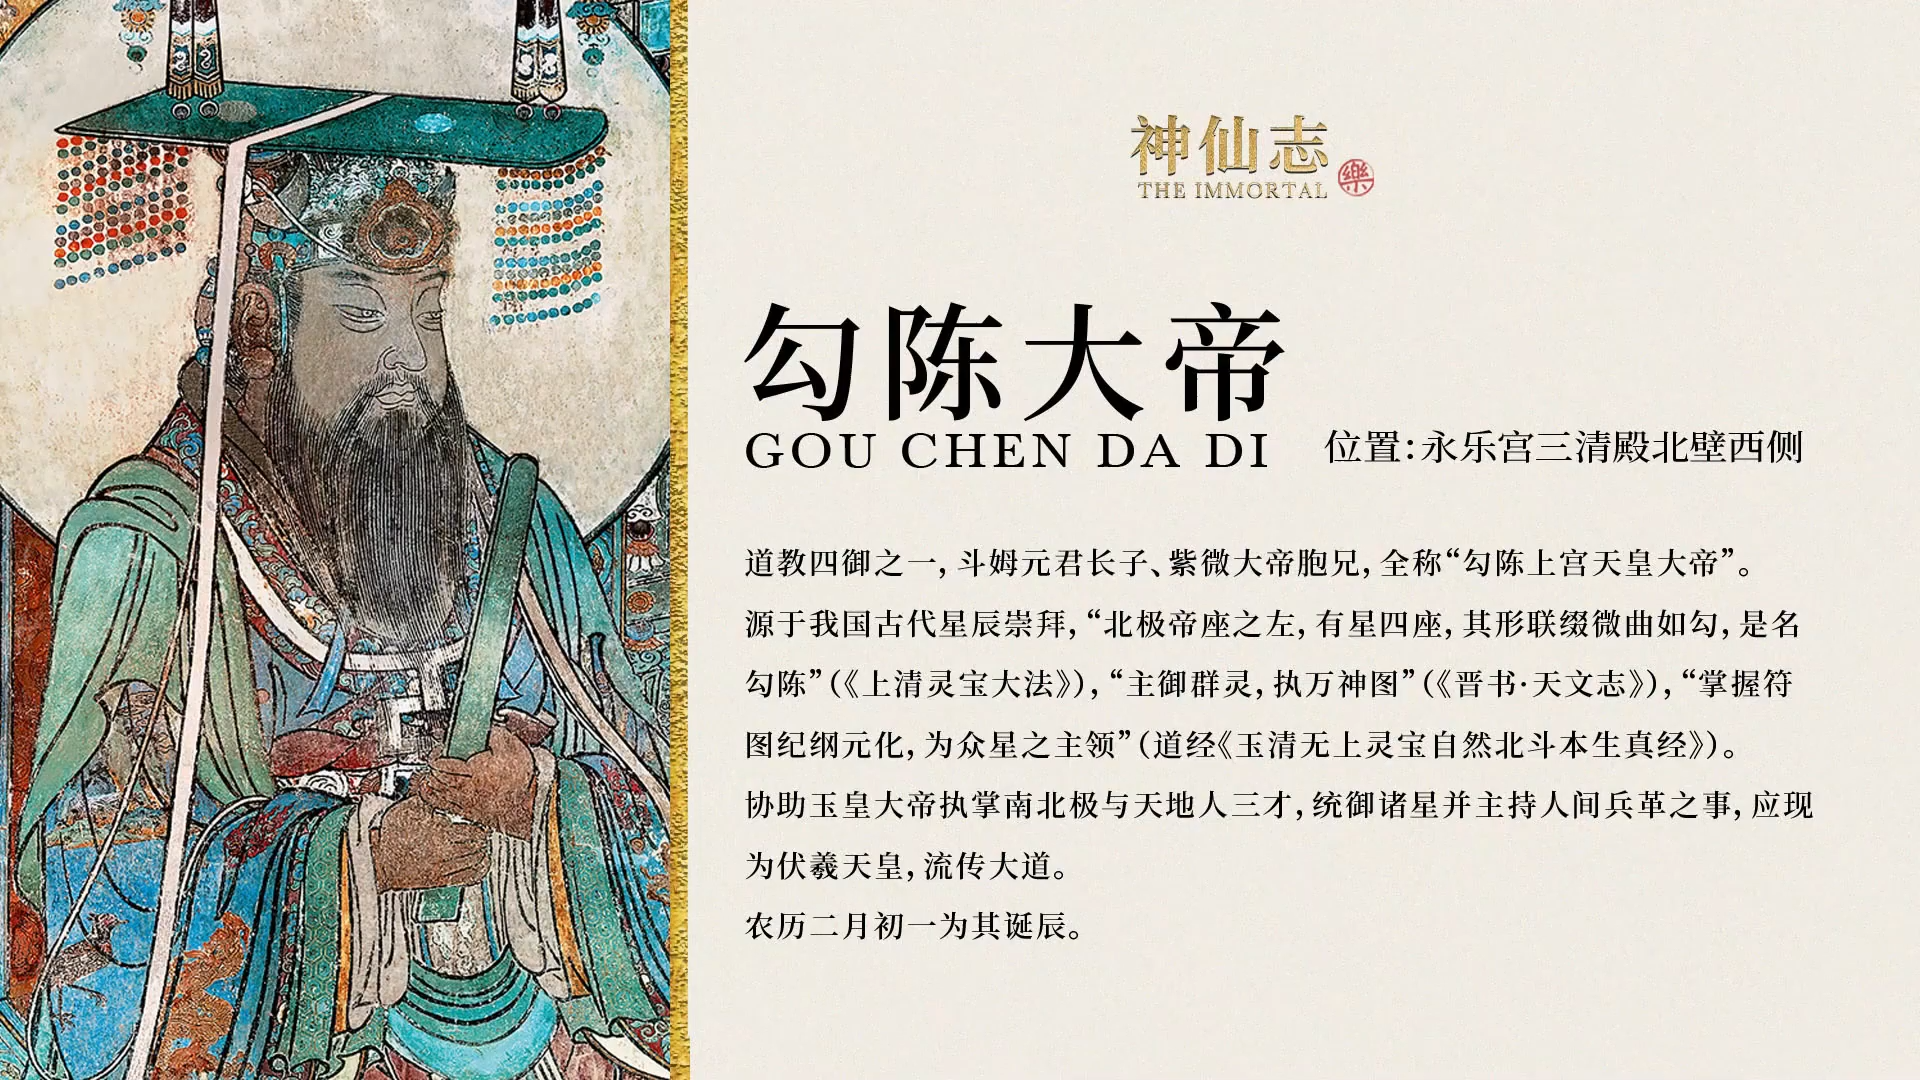 神仙志
THE IMMORTAL
樂
勾陈大帝
GOU CHEN DA DI
位置：永乐宫三清殿北壁西侧
道教四御之一，斗姆元君长子、紫微大帝胞兄，全称“勾陈上宫天皇大帝”。
源于我国古代星辰崇拜，“北极帝座之左，有星四座，其形联缀微曲如勾，是名
勾陈”（《上清灵宝大法》），“主御群灵，执万神图”（《晋书·天文志》），“掌握符
图纪纲元化，为众星之主领”（道经《玉清无上灵宝自然北斗本生真经》）。
协助玉皇大帝执掌南北极与天地人三才，统御诸星并主持人间兵革之事，应现
为伏羲天皇，流传大道。
农历二月初一为其诞辰。